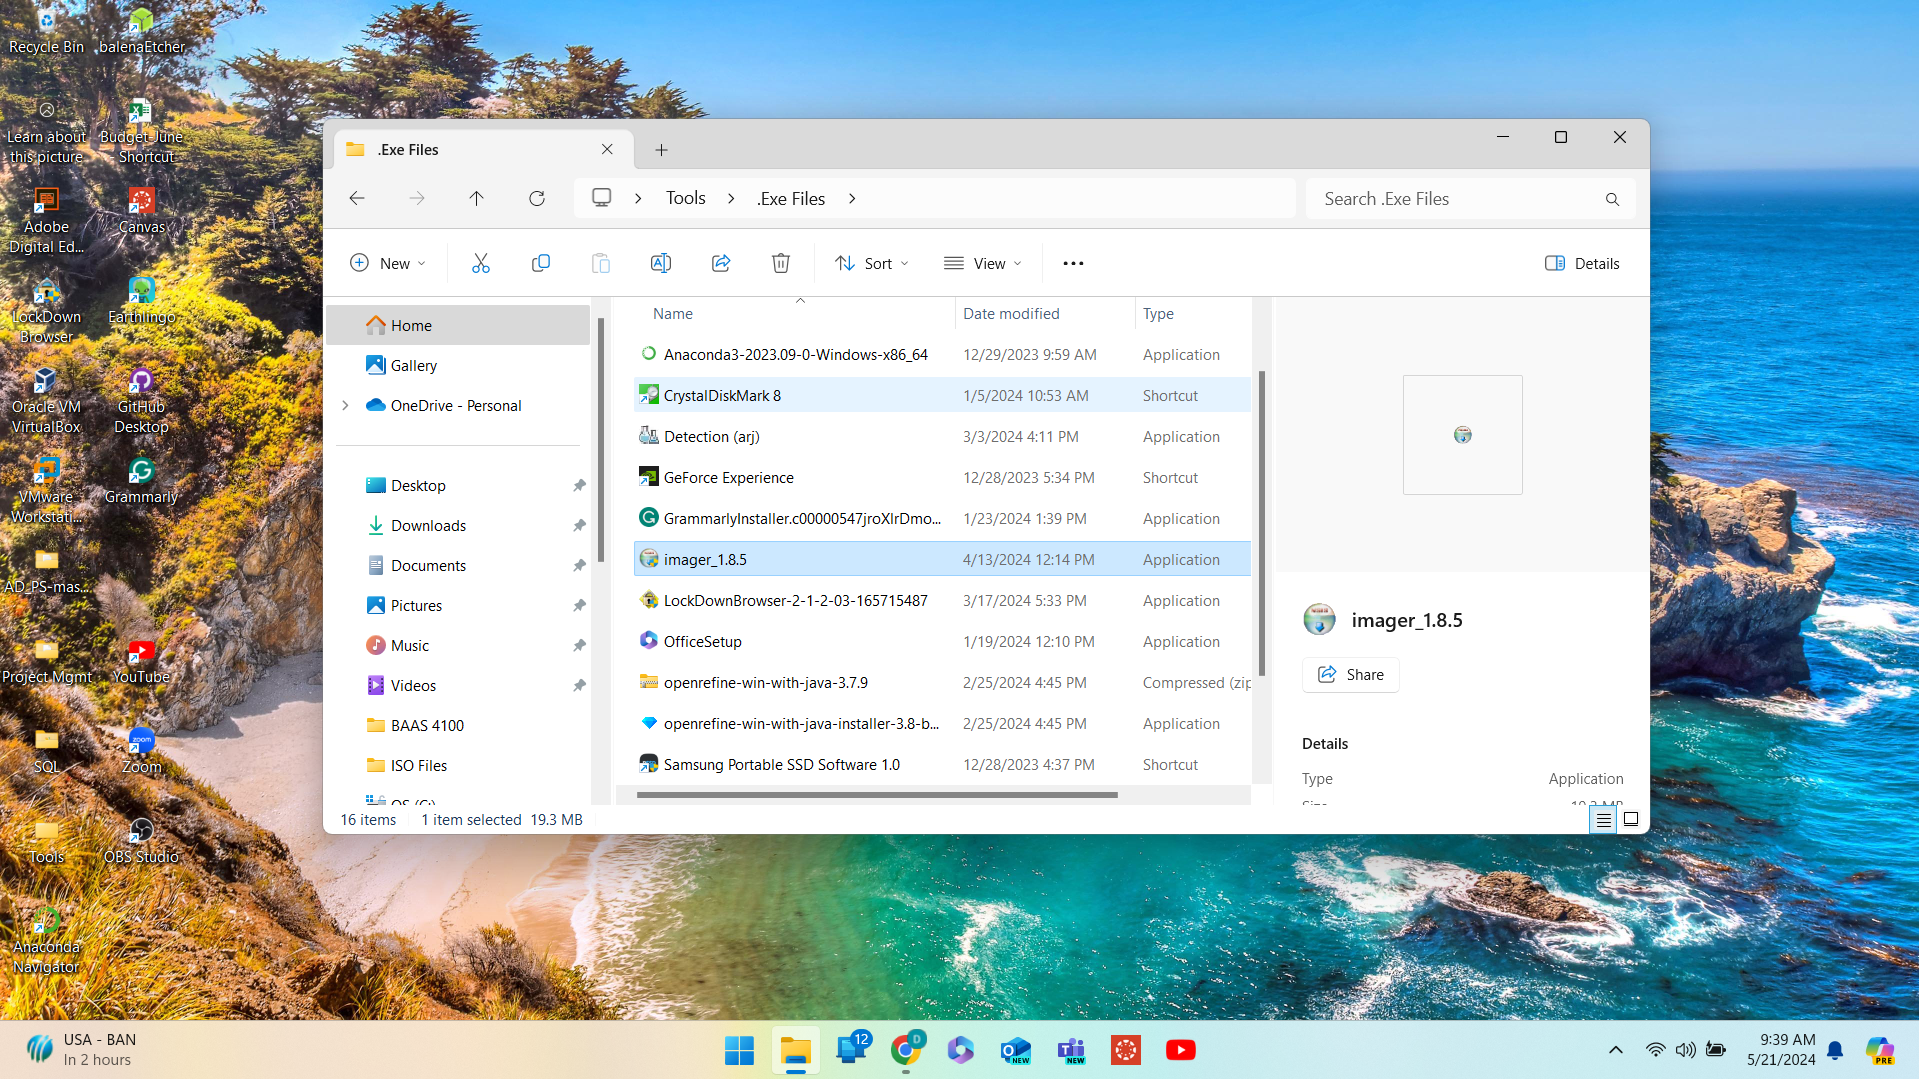 Recycle Bin
balenaEtcher
Learn about
this picture
Budget-June
- Shortcut
Adobe
Digital Ed...
Canvas
LockDown
Browser
Earthlingo
Oracle VM
VirtualBox
GitHub
Desktop
VMware
Workstati...
Grammarly
AD_PS-mas...
Project Mgmt
YouTube
SQL
Zoom
zoom
Tools
OBS Studio
Anaconda
Navigator
.Exe Files
Tools
.Exe Files
Search .Exe Files
New
Sort
View
Details
Home
Gallery
OneDrive - Personal
Desktop
Downloads
Documents
Pictures
Music
Videos
BAAS 4100
ISO Files
OS (C:)
Name Date modified Type
Anaconda3-2023.09-0-Windows-x86_64 12/29/2023 9:59 AM Application
CrystalDiskMark 8 1/5/2024 10:53 AM Shortcut
Detection (arj) 3/3/2024 4:11 PM Application
GeForce Experience 12/28/2023 5:34 PM Shortcut
GrammarlyInstaller.c00000547jroXlrDmo... 1/23/2024 1:39 PM Application
imager_1.8.5 4/13/2024 12:14 PM Application
LockDownBrowser-2-1-2-03-165715487 3/17/2024 5:33 PM Application
OfficeSetup 1/19/2024 12:10 PM Application
openrefine-win-with-java-3.7.9 2/25/2024 4:45 PM Compressed (zip
openrefine-win-with-java-installer-3.8-b... 2/25/2024 4:45 PM Application
Samsung Portable SSD Software 1.0 12/28/2023 4:37 PM Shortcut
imager_1.8.5
Share
Details
Type Application
Size 19.3 MB
16 items 1 item selected 19.3 MB
USA - BAN
In 2 hours
12
D
NEW
NEW
9:39 AM
5/21/2024
PRE